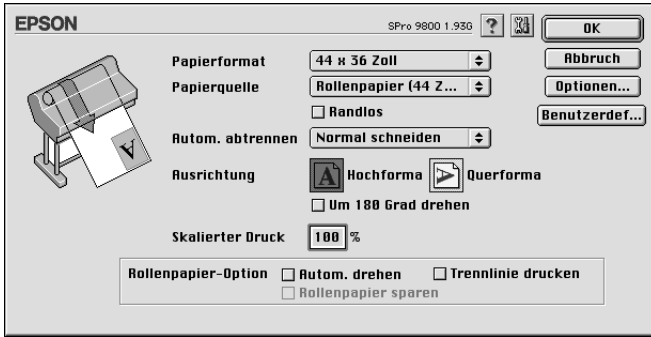 EPSON
SPro 9800 1.93G ? OK
Papierformat 44 x 36 Zoll Abbruch
Papierquelle Rollenpapier (44 Z... Optionen...
Randlos Benutzerdef...
Autom. abtrennen Normal schneiden
Ausrichtung A Hochforma A Querforma
Um 180 Grad drehen
Skalierter Druck 100 %
Rollenpapier-Option Autom. drehen Trennlinie drucken
Rollenpapier sparen
A